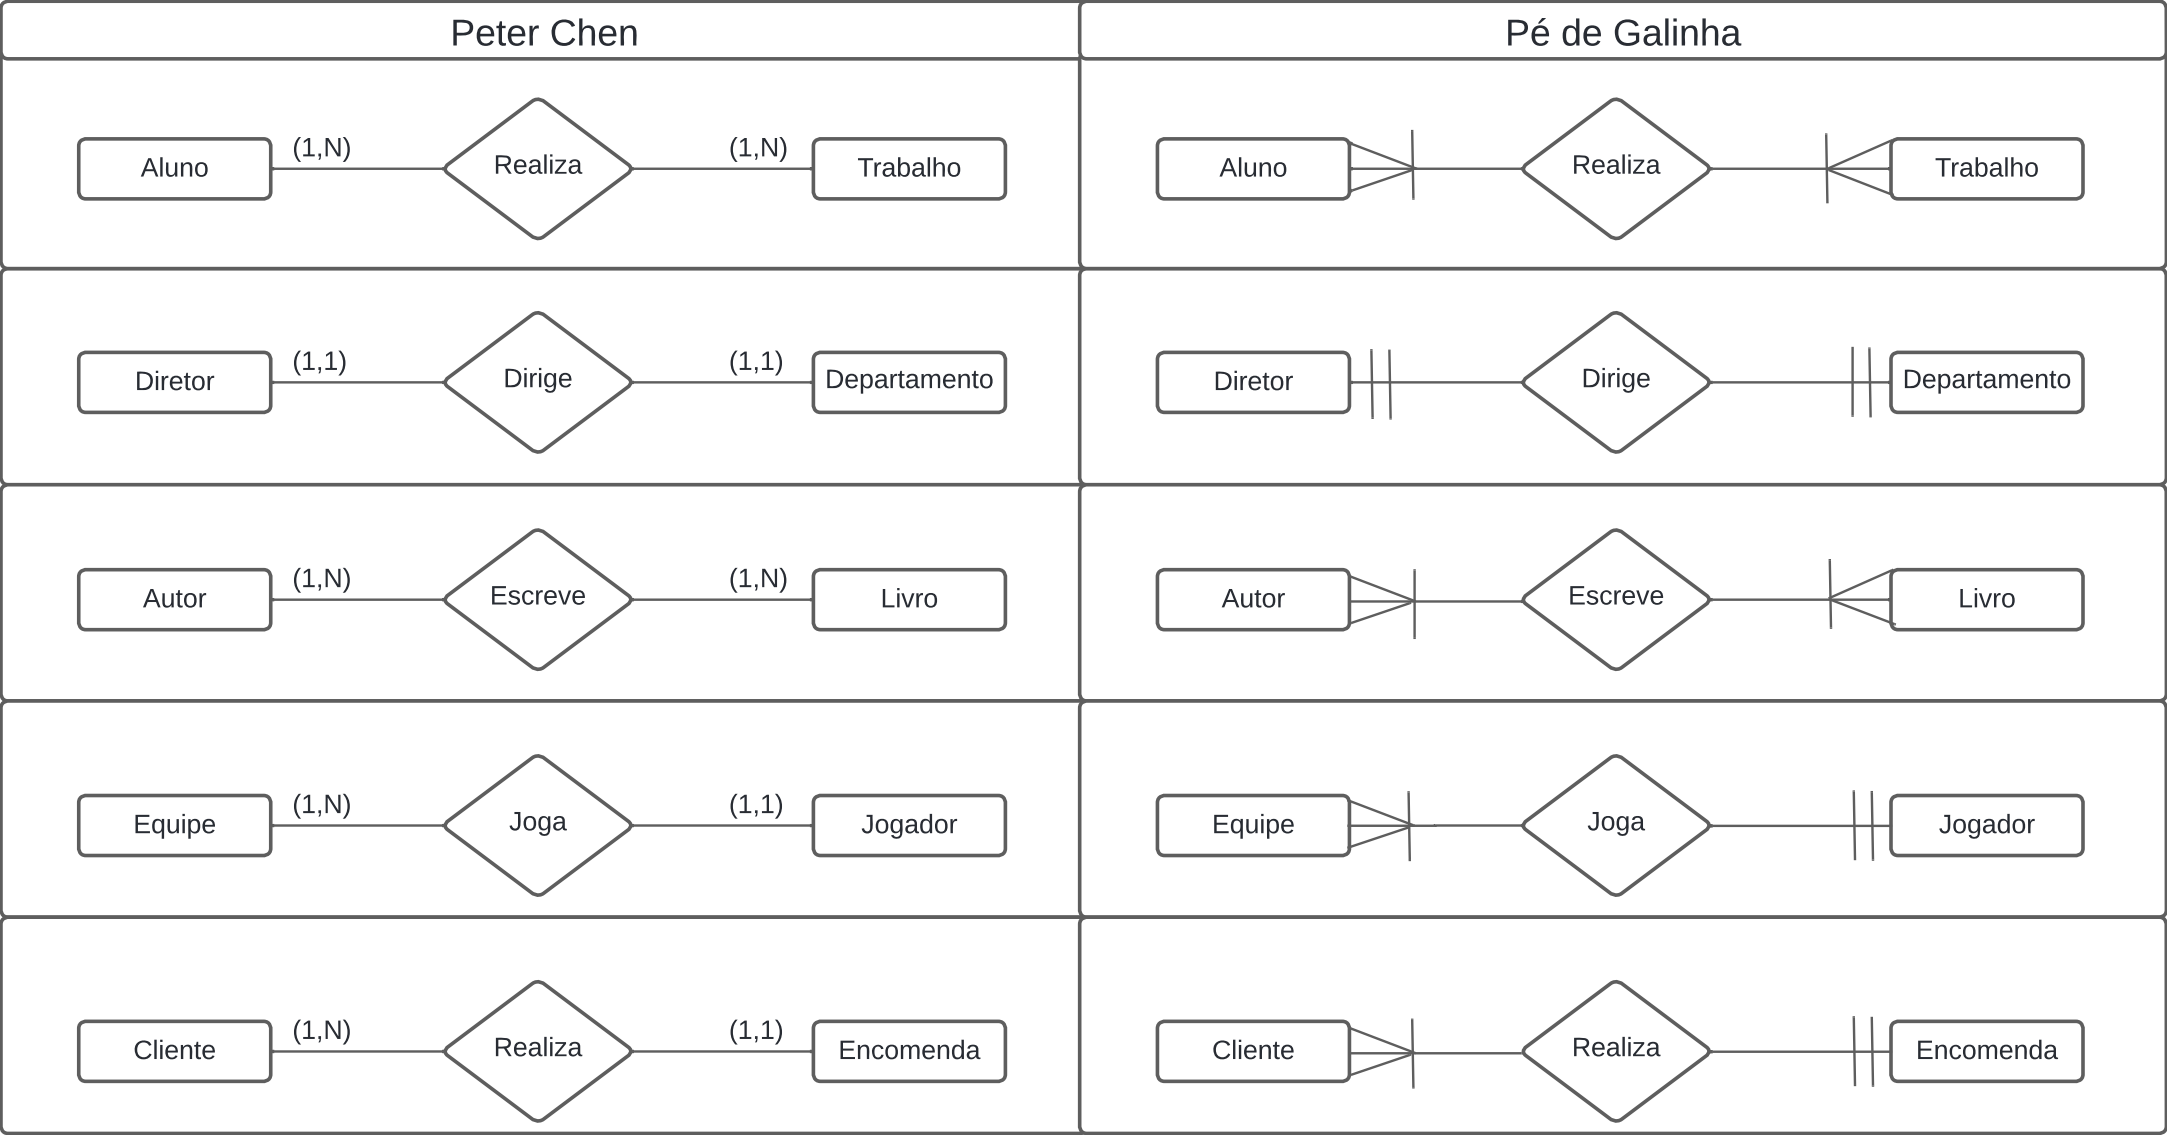 Peter Chen
Pé de Galinha
Aluno (1,N) Realiza (1,N) Trabalho
Aluno Realiza Trabalho
Diretor (1,1) Dirige (1,1) Departamento
Diretor Dirige Departamento
Autor (1,N) Escreve (1,N) Livro
Autor Escreve Livro
Equipe (1,N) Joga (1,1) Jogador
Equipe Joga Jogador
Cliente (1,N) Realiza (1,1) Encomenda
Cliente Realiza Encomenda